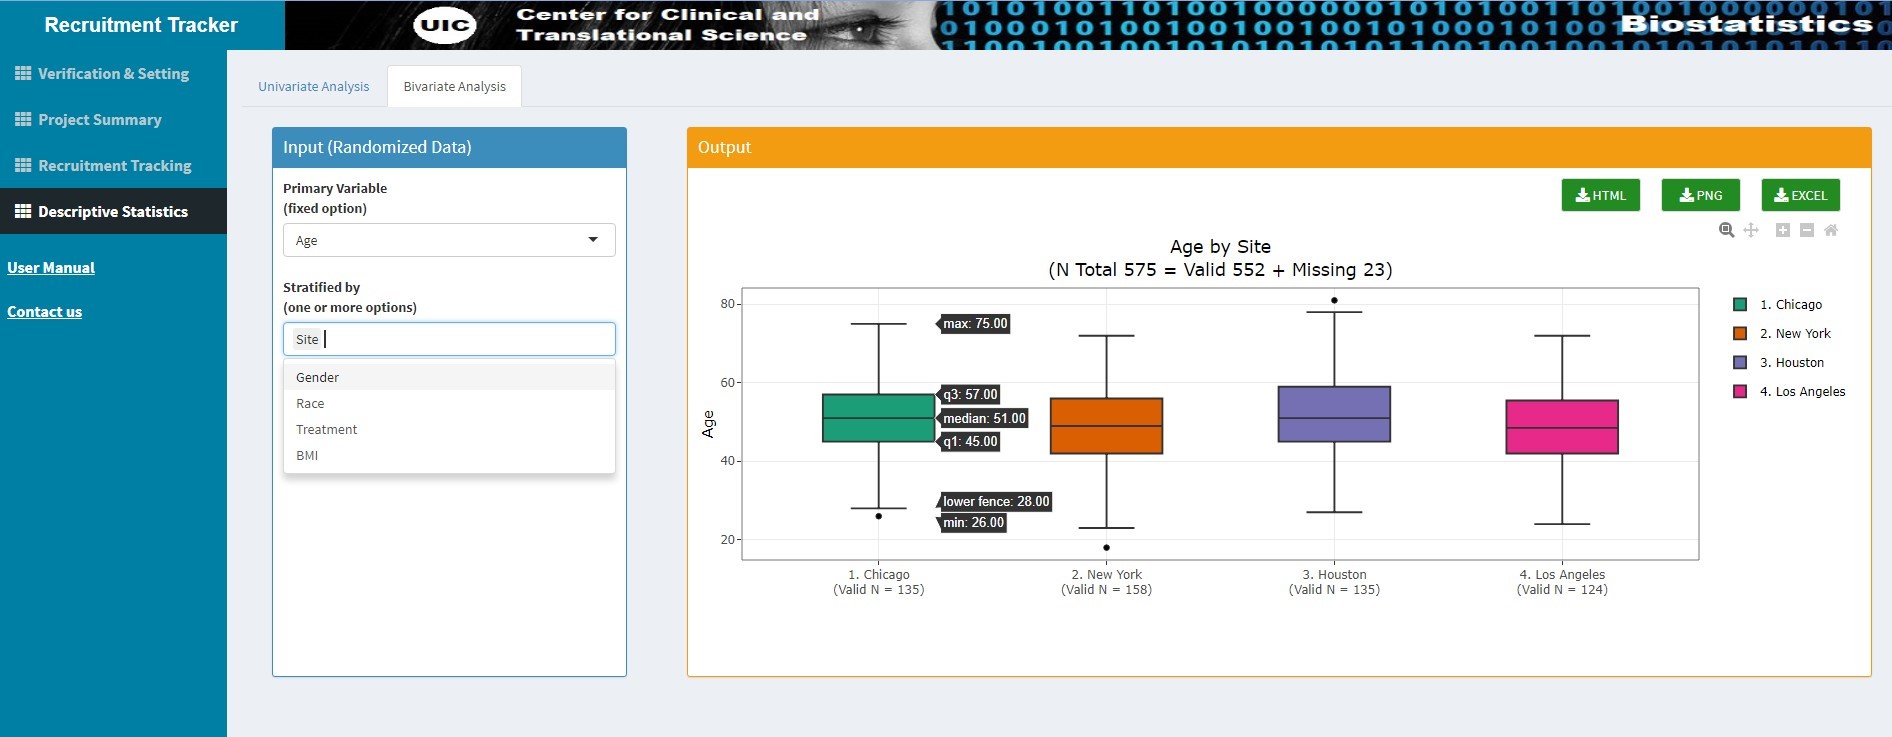 Recruitment Tracker
UIC
Center for Clinical and
Translational Science
Biostatistics
Verification & Setting
Project Summary
Recruitment Tracking
Descriptive Statistics
User Manual
Contact us
Univariate Analysis
Bivariate Analysis
Input (Randomized Data)
Primary Variable
(fixed option)
Age
Stratified by
(one or more options)
Site
Gender
Race
Treatment
BMI
Output
HTML
PNG
EXCEL
Age by Site
(N Total 575 = Valid 552 + Missing 23)
Age
80
60
40
20
max: 75.00
q3: 57.00
median: 51.00
q1: 45.00
lower fence: 28.00
min: 26.00
1. Chicago
(Valid N = 135)
2. New York
(Valid N = 158)
3. Houston
(Valid N = 135)
4. Los Angeles
(Valid N = 124)
1. Chicago
2. New York
3. Houston
4. Los Angeles